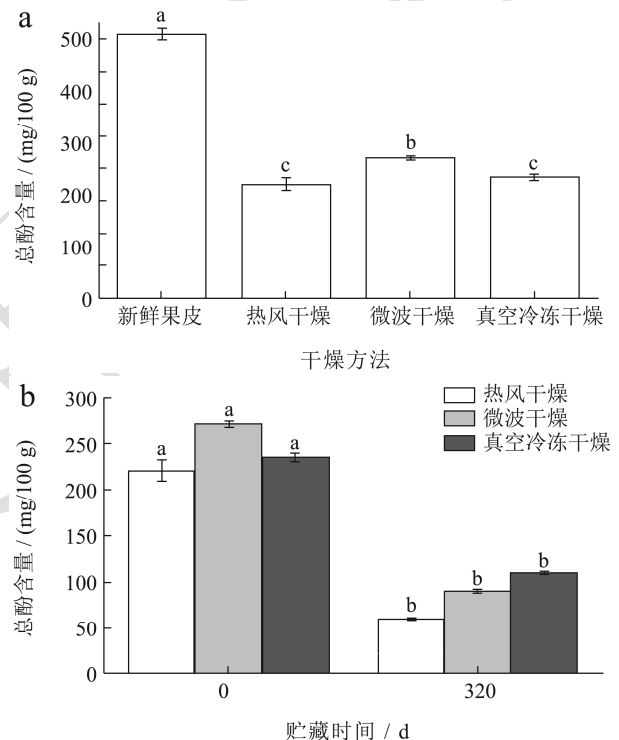 a
总酚含量 / (mg/100 g)
500
400
300
200
100
0
a
c
b
c
新鲜果皮 热风干燥 微波干燥 真空冷冻干燥
干燥方法
b
总酚含量 / (mg/100 g)
300
250
200
150
100
50
0
热风干燥
微波干燥
真空冷冻干燥
a a a
b b b
0 320
贮藏时间 / d